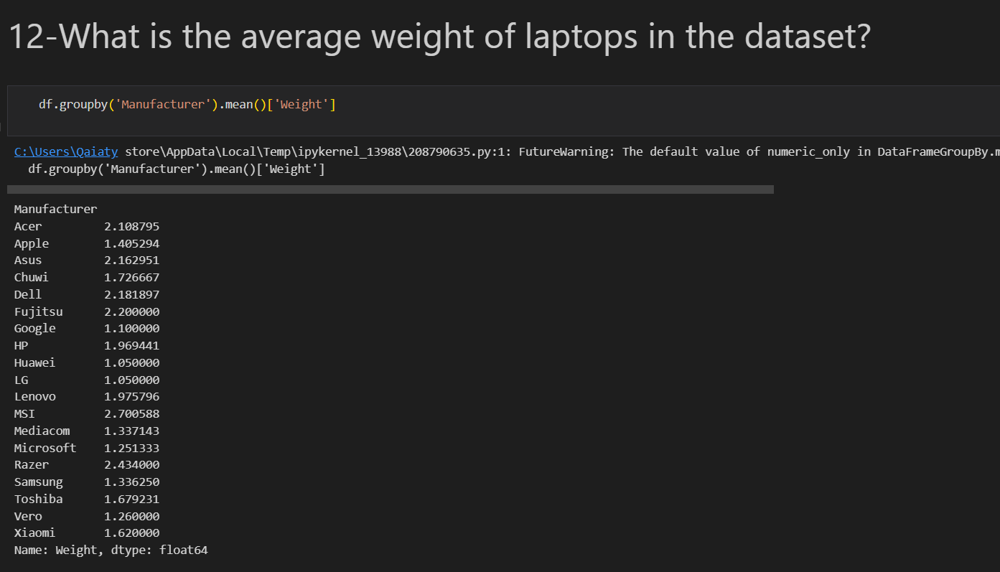 12-What is the average weight of laptops in the dataset?
df.groupby('Manufacturer').mean()['Weight']
C:\Users\Qaiaty store\AppData\Local\Temp\ipykernel_13988\208790635.py:1: FutureWarning: The default value of numeric_only in DataFrameGroupBy.m
df.groupby('Manufacturer').mean()['Weight']
Manufacturer
Acer 2.108795
Apple 1.405294
Asus 2.162951
Chuwi 1.726667
Dell 2.181897
Fujitsu 2.200000
Google 1.100000
HP 1.969441
Huawei 1.050000
LG 1.050000
Lenovo 1.975796
MSI 2.700588
Mediacom 1.337143
Microsoft 1.251333
Razer 2.434000
Samsung 1.336250
Toshiba 1.679231
Vero 1.260000
Xiaomi 1.620000
Name: Weight, dtype: float64